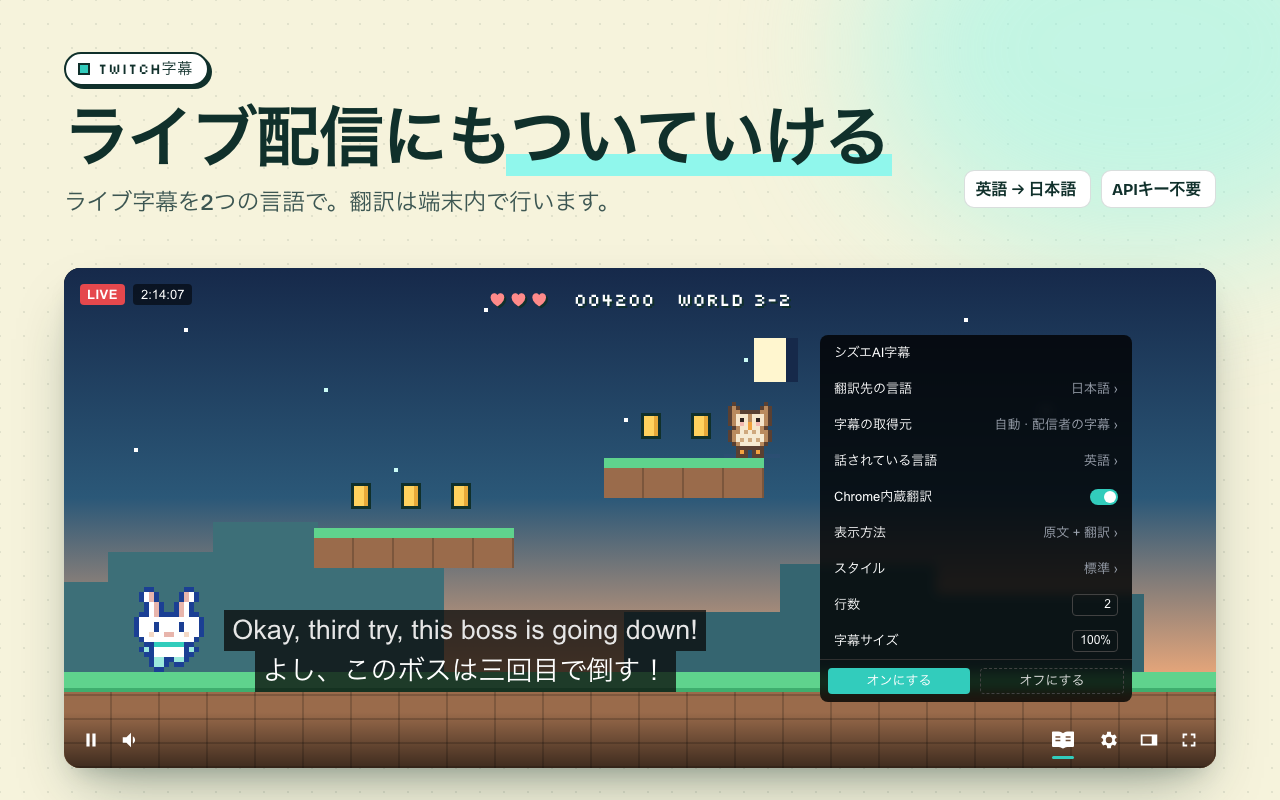 TWITCH字幕
ライブ配信にもついていける
ライブ字幕を2つの言語で。翻訳は端末内で行います。
英語 → 日本語
APIキー不要
LIVE
2:14:07
004200 WORLD 3-2
シズエAI字幕
翻訳先の言語 日本語 ›
字幕の取得元 自動・配信者の字幕 ›
話されている言語 英語 ›
Chrome内蔵翻訳
表示方法 原文 + 翻訳 ›
スタイル 標準 ›
行数 2
字幕サイズ 100%
オンにする オフにする
Okay, third try, this boss is going down!
よし、このボスは三回目で倒す！